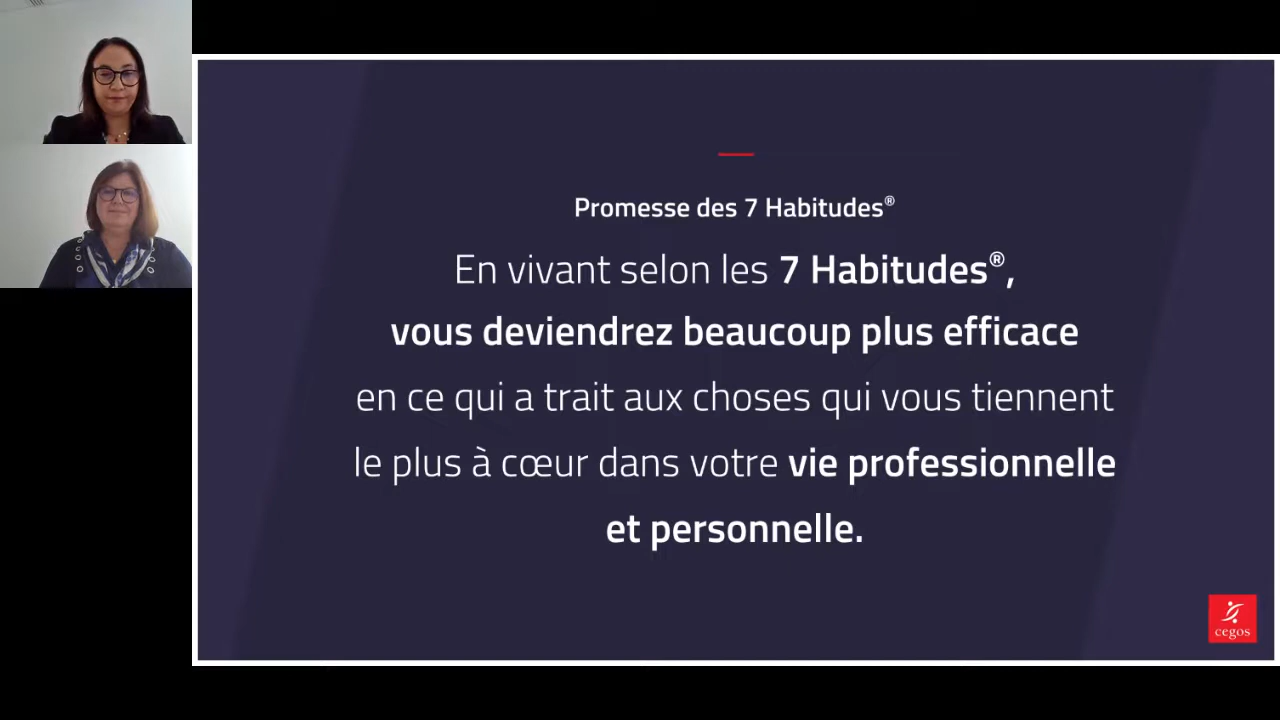 Promesse des 7 Habitudes®
En vivant selon les 7 Habitudes®,
vous deviendrez beaucoup plus efficace
en ce qui a trait aux choses qui vous tiennent
le plus à cœur dans votre vie professionnelle
et personnelle.
cegos